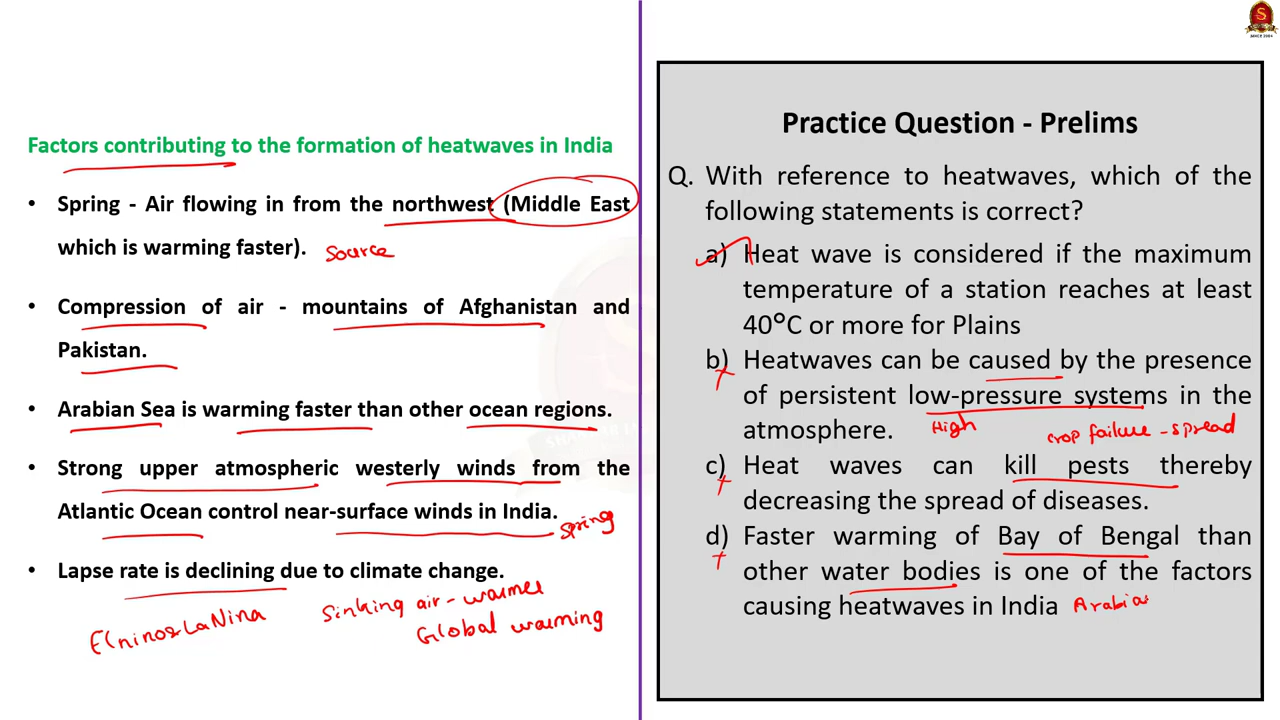 Factors contributing to the formation of heatwaves in India
• Spring - Air flowing in from the northwest (Middle East
which is warming faster).
Source
• Compression of air - mountains of Afghanistan and
Pakistan.
• Arabian Sea is warming faster than other ocean regions.
• Strong upper atmospheric westerly winds from the
Atlantic Ocean control near-surface winds in India.
Spring
• Lapse rate is declining due to climate change.
Sinking air - warmer
Global warming
S
SINCE 2004
Practice Question - Prelims
Q. With reference to heatwaves, which of the
following statements is correct?
a) Heat wave is considered if the maximum
temperature of a station reaches at least
40°C or more for Plains
b) Heatwaves can be caused by the presence
of persistent low-pressure systems in the
atmosphere.
High
crop failure - spread
c) Heat waves can kill pests thereby
decreasing the spread of diseases.
d) Faster warming of Bay of Bengal than
other water bodies is one of the factors
causing heatwaves in India